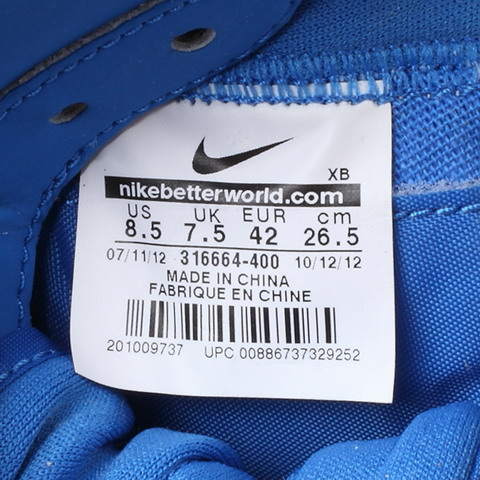 XB
nikebetterworld.com
US UK EUR cm
8.5 7.5 42 26.5
07/11/12 316664-400 10/12/12
MADE IN CHINA
FABRIQUE EN CHINE
201009737 UPC 00886737329252